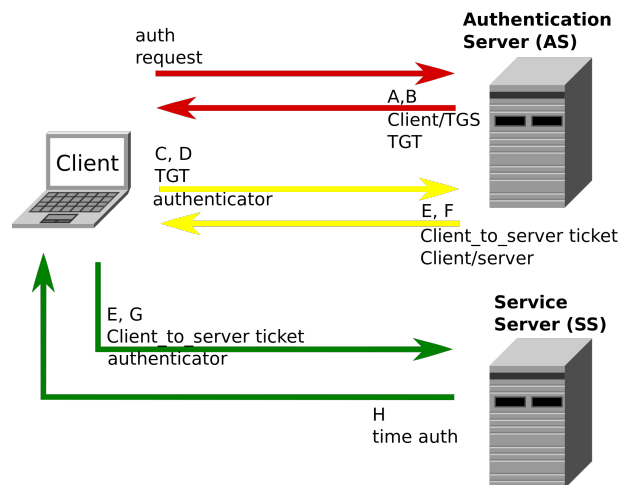 Authentication
Server (AS)
auth
request
A,B
Client/TGS
TGT
Client
C, D
TGT
authenticator
E, F
Client_to_server ticket
Client/server
E, G
Client_to_server ticket
authenticator
Service
Server (SS)
H
time auth